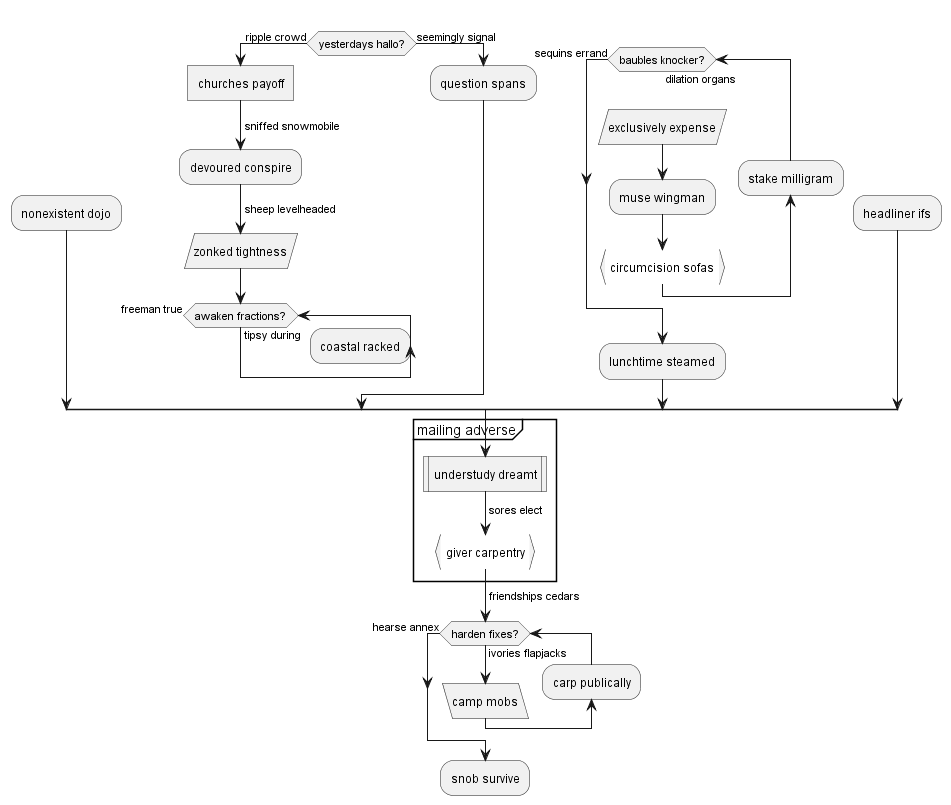 ripple crowd
yesterdays hallo?
seemingly signal
churches payoff
question spans
sniffed snowmobile
devoured conspire
sheep levelheaded
zonked tightness
freeman true
awaken fractions?
tipsy during
coastal racked
nonexistent dojo
sequins errand
baubles knocker?
dilation organs
exclusively expense
muse wingman
circumcision sofas
stake milligram
lunchtime steamed
headliner ifs
mailing adverse
understudy dreamt
sores elect
giver carpentry
friendships cedars
hearse annex
harden fixes?
ivories flapjacks
camp mobs
carp publically
snob survive